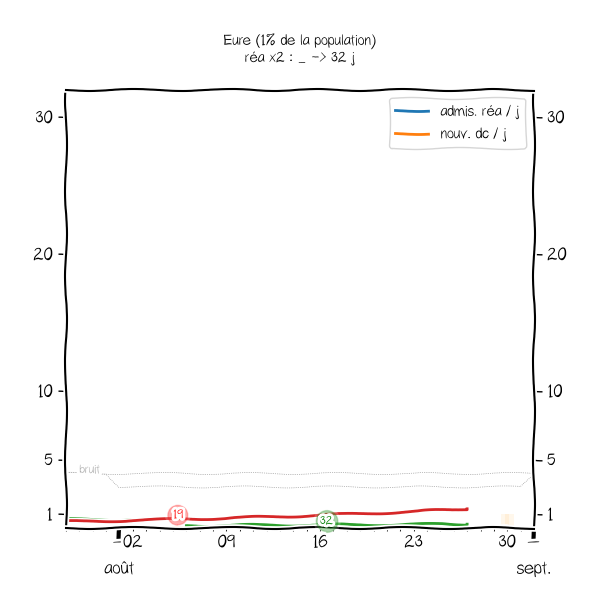 Eure (1% de la population)
réa x2 : _ -> 32 j
admis. réa / j
nouv. dc / j
30
30
20
20
10
10
5
5
bruit
1
1
19
32
02
09
16
23
30
août
sept.